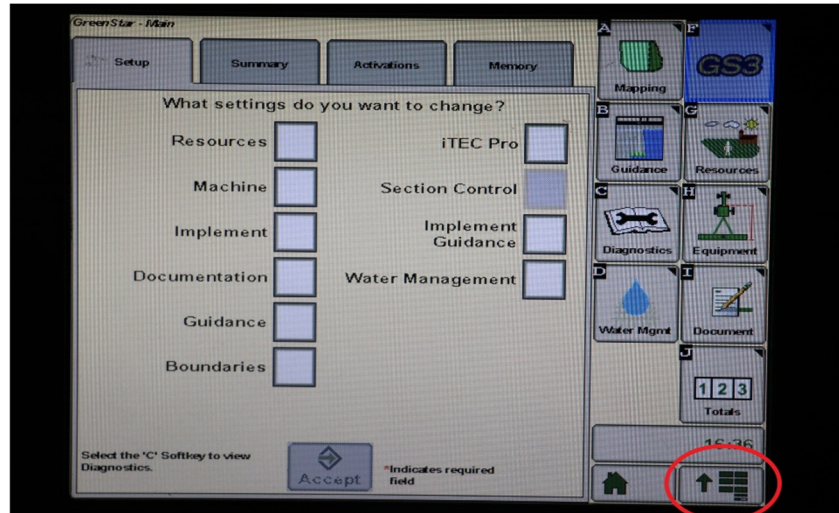 GreenStar - Main
Setup
Summary
Activations
Memory
What settings do you want to change?
Resources
iTEC Pro
Machine
Section Control
Implement
Implement
Guidance
Documentation
Water Management
Guidance
Boundaries
Select the 'C' Softkey to view
Diagnostics.
Accept
*Indicates required
field
A
Mapping
F
GS3
B
Guidance
G
Resources
C
Diagnostics
H
Equipment
D
Water Mgmt
I
Document
J
1 2 3
Totals
16:36